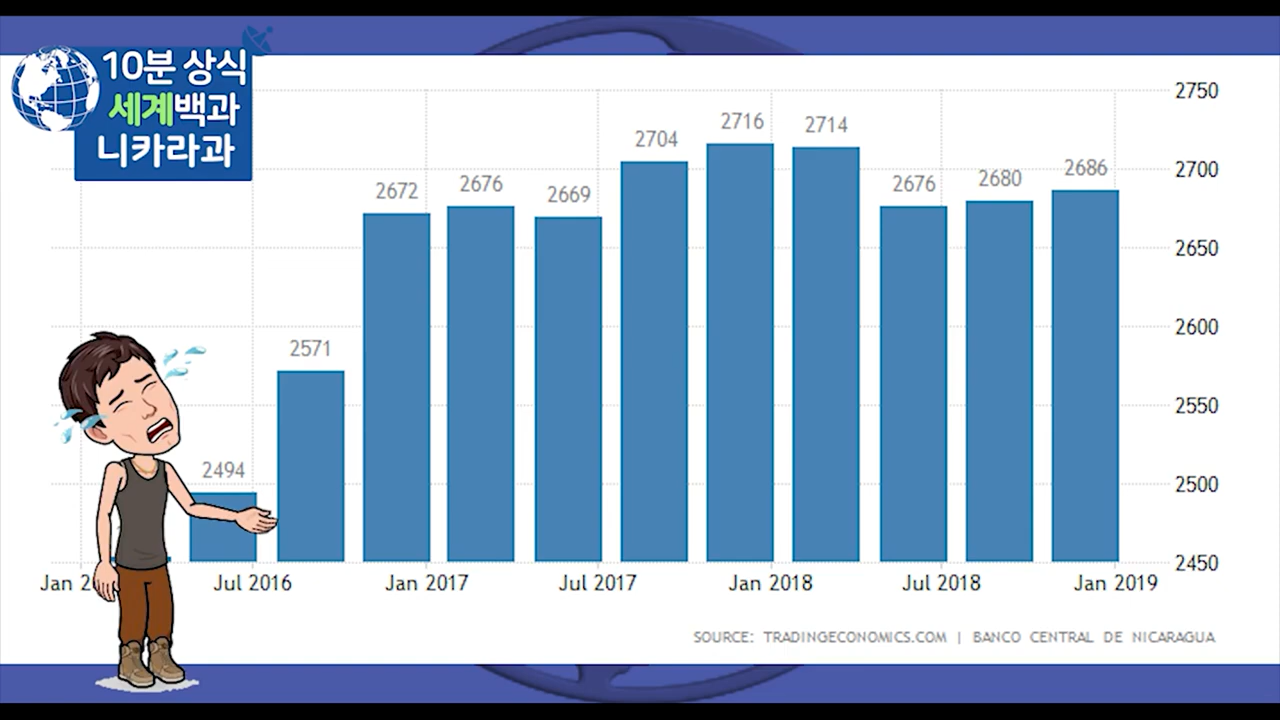 10분 상식
세계백과
니카라과
2750
2700
2650
2600
2550
2500
2450
2494
2571
2672
2676
2669
2704
2716
2714
2676
2680
2686
Jan 2
Jul 2016
Jan 2017
Jul 2017
Jan 2018
Jul 2018
Jan 2019
SOURCE: TRADINGECONOMICS.COM | BANCO CENTRAL DE NICARAGUA